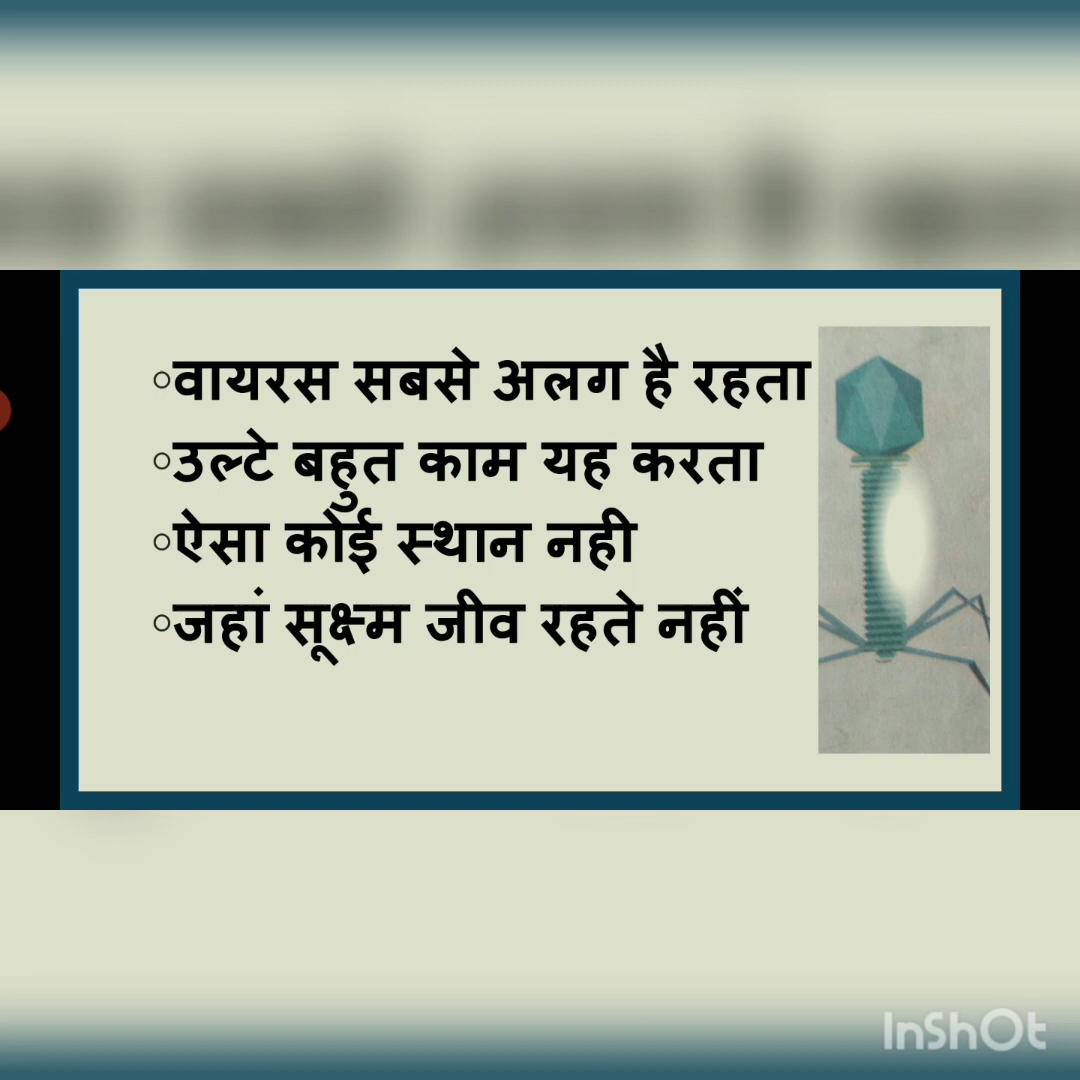 ◦वायरस सबसे अलग है रहता
◦उल्टे बहुत काम यह करता
◦ऐसा कोई स्थान नही
◦जहां सूक्ष्म जीव रहते नहीं
InShOt